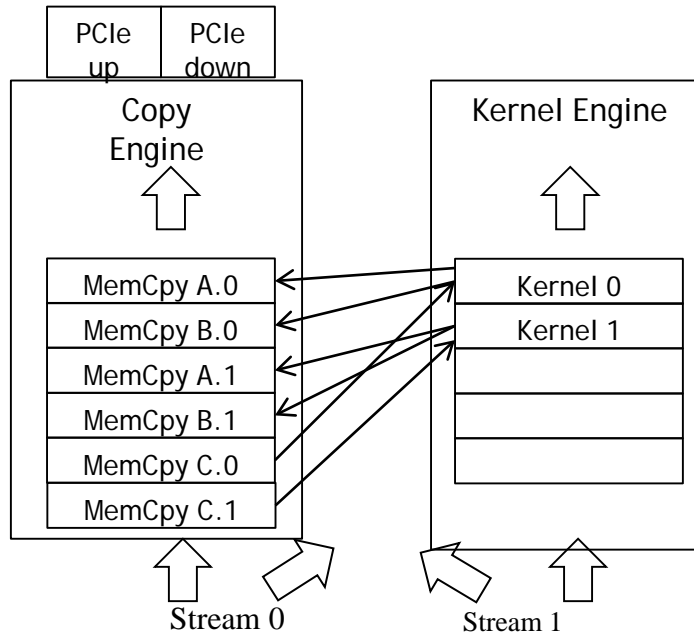 PCIe
up
PCIe
down
Copy
Engine
Kernel Engine
MemCpy A.0
MemCpy B.0
MemCpy A.1
MemCpy B.1
MemCpy C.0
MemCpy C.1
Kernel 0
Kernel 1
Stream 0
Stream 1